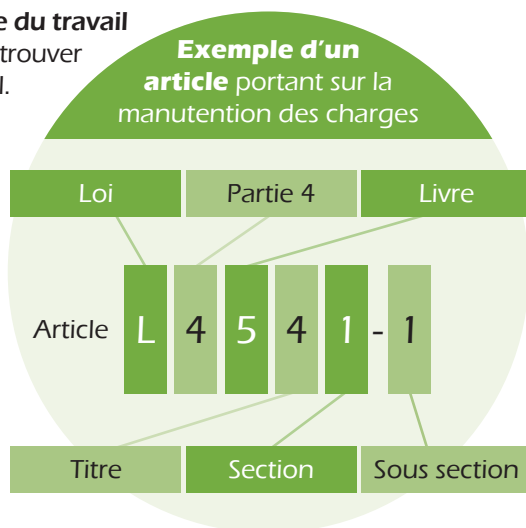 e du travail
trouver
l.
Exemple d'un
article portant sur la
manutention des charges
Loi Partie 4 Livre
Article L 4 5 4 1 - 1
Titre Section Sous section